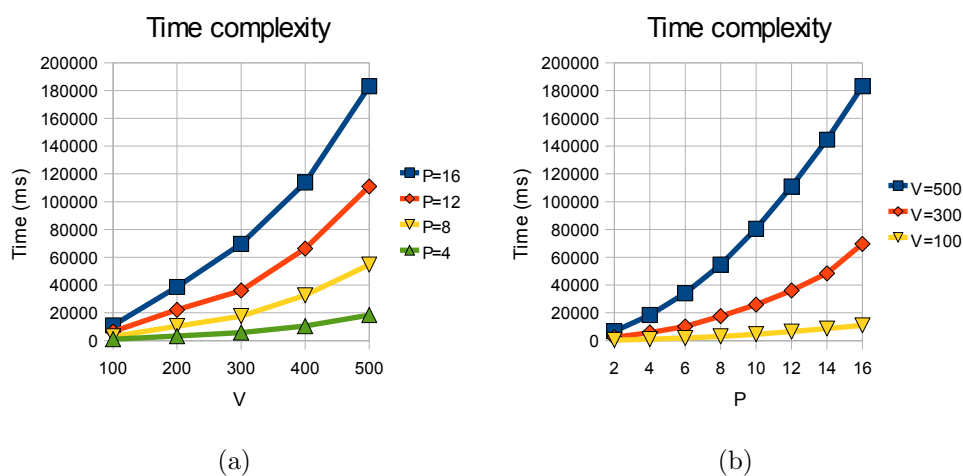 Time complexity
200000
180000
160000
140000
120000
100000
80000
60000
40000
20000
0
Time (ms)
100 200 300 400 500
V
P=16
P=12
P=8
P=4
(a)
Time complexity
200000
180000
160000
140000
120000
100000
80000
60000
40000
20000
0
Time (ms)
2 4 6 8 10 12 14 16
P
V=500
V=300
V=100
(b)